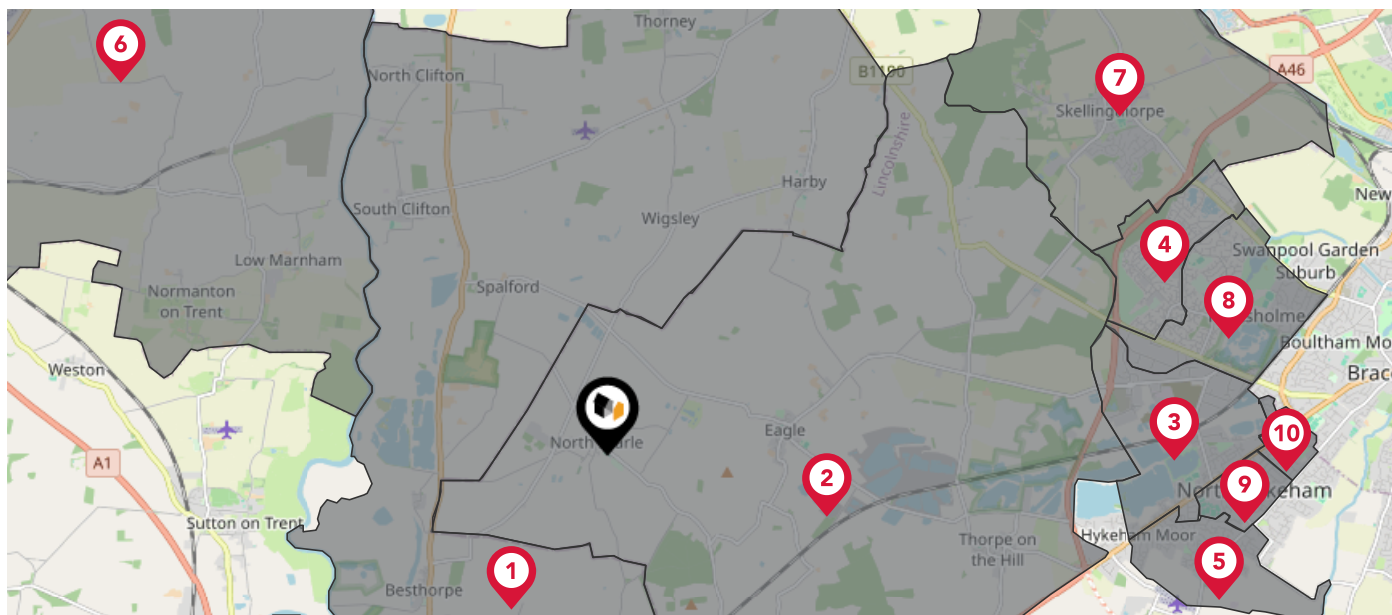 Thorney
6
North Clifton
B1190
A46
7
Skellingthorpe
Lincolnshire
Harby
New
South Clifton
Wigsley
4
Swanpool Garden
Suburb
Low Marnham
Normanton
on Trent
Spalford
8
Boultham Mo
Weston
Brac
North
Eagle
3
10
A1
2
9
Sutton on Trent
Hykeham Moor
Thorpe on
the Hill
1
5
Besthorpe